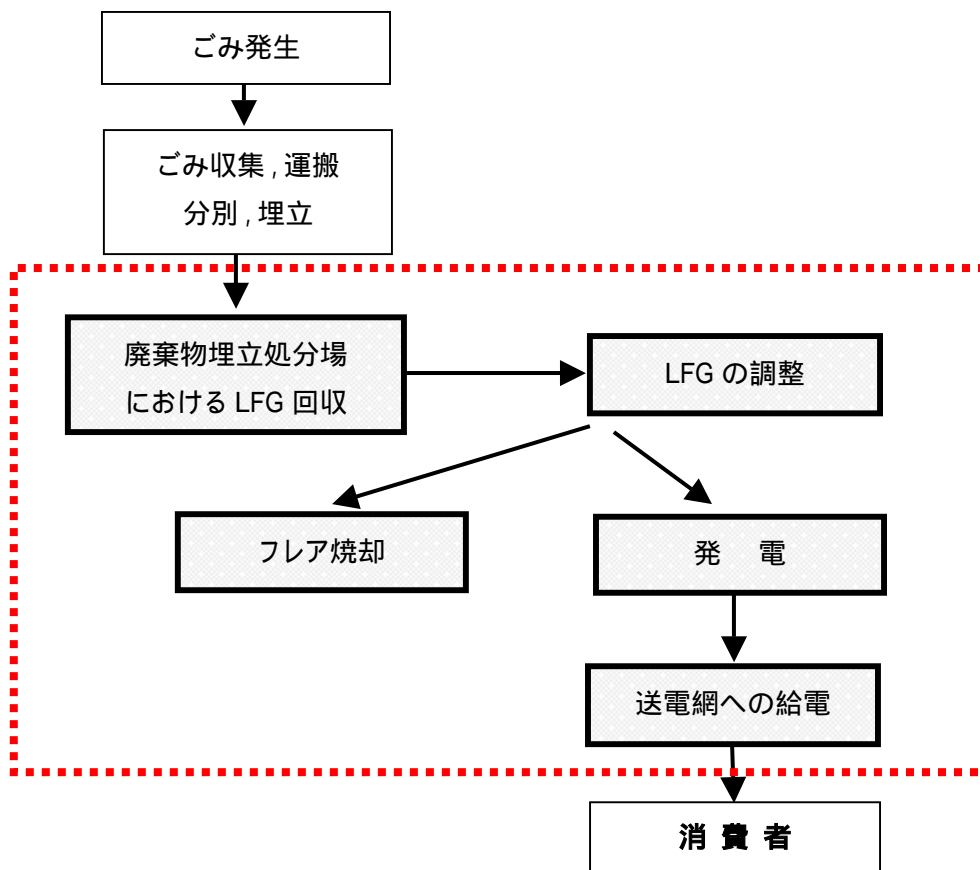 ごみ発生
ごみ収集，運搬
分別，埋立
廃棄物埋立処分場
における LFG 回収
LFG の調整
フレア焼却
発　電
送電網への給電
消 費 者